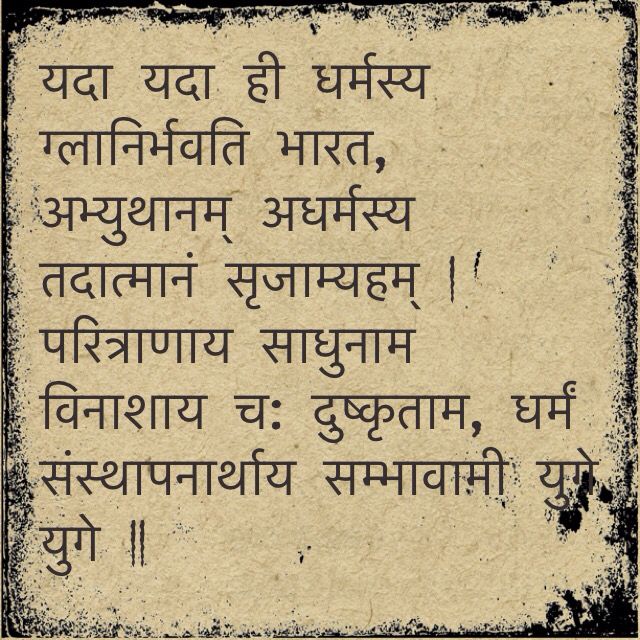 यदा यदा ही धर्मस्य
ग्लानिर्भवति भारत,
अभ्युथानम् अधर्मस्य
तदात्मानं सृजाम्यहम् |
परित्राणाय साधुनाम
विनाशाय च: दुष्कृताम, धर्मं
संस्थापनार्थाय सम्भावामी युगे
युगे ॥